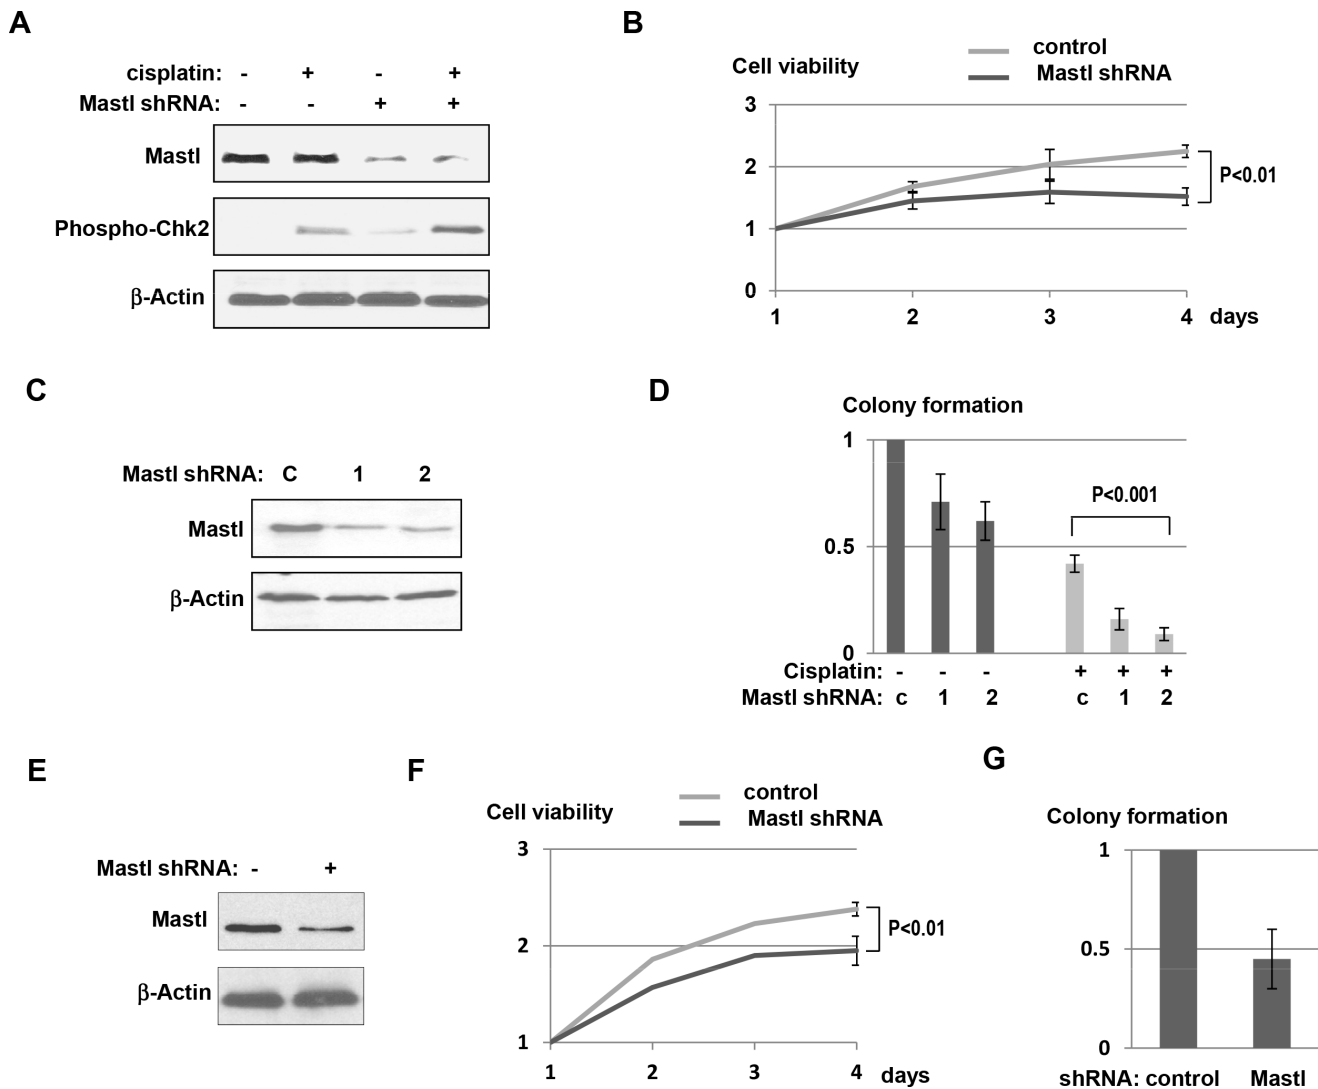 A
cisplatin: - + - +
Mastl shRNA: - - + +
Mastl
Phospho-Chk2
β-Actin
B
Cell viability
control
Mastl shRNA
3
2
1
0
P<0.01
1 2 3 4 days
C
Mastl shRNA: C 1 2
Mastl
β-Actin
D
Colony formation
1
0.5
0
P<0.001
Cisplatin: - - - + + +
Mastl shRNA: c 1 2 c 1 2
E
Mastl shRNA: - +
Mastl
β-Actin
F
Cell viability
control
Mastl shRNA
3
2
1
P<0.01
1 2 3 4 days
G
Colony formation
1
0.5
0
shRNA: control Mastl